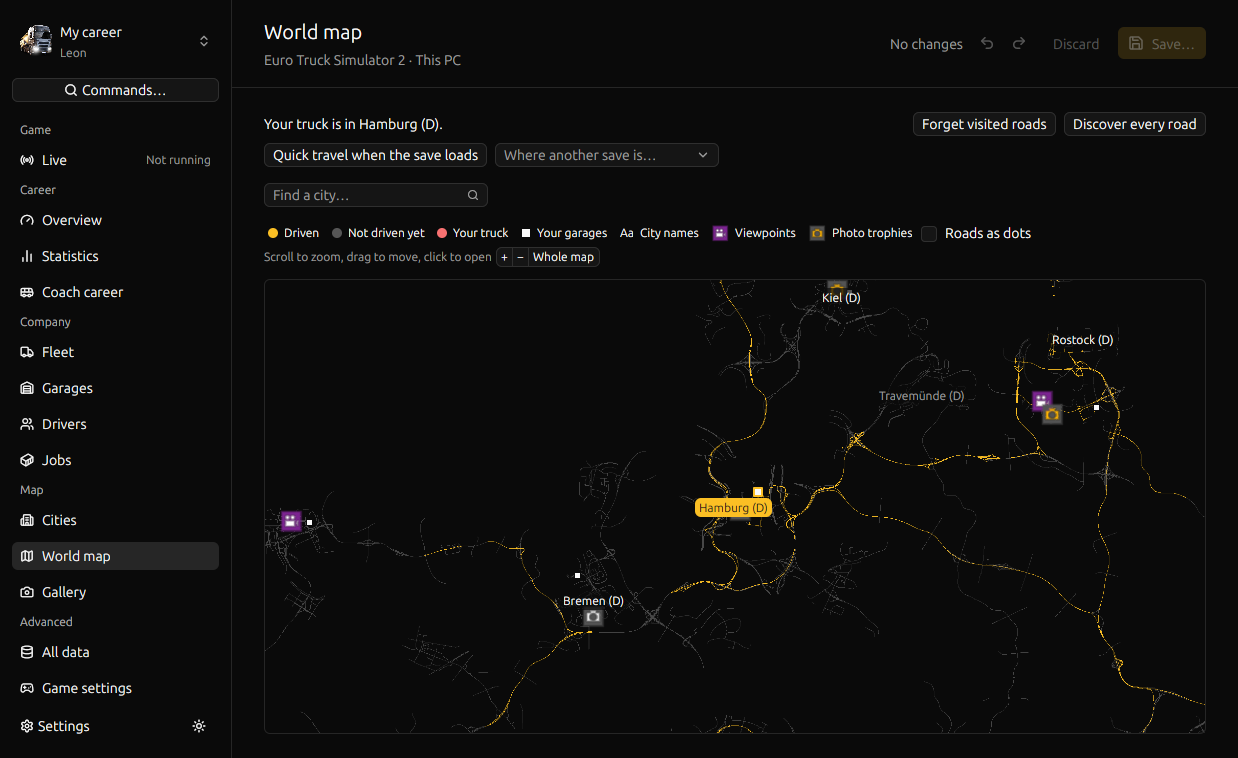 My career
Leon
Commands…
Game
Live
Not running
Career
Overview
Statistics
Coach career
Company
Fleet
Garages
Drivers
Jobs
Map
Cities
World map
Gallery
Advanced
All data
Game settings
Settings
World map
Euro Truck Simulator 2 · This PC
No changes
Discard
Save…
Your truck is in Hamburg (D).
Forget visited roads
Discover every road
Quick travel when the save loads
Where another save is…
Find a city…
Driven
Not driven yet
Your truck
Your garages
Aa City names
Viewpoints
Photo trophies
Roads as dots
Scroll to zoom, drag to move, click to open
+
−
Whole map
Kiel (D)
Rostock (D)
Travemünde (D)
Hamburg (D)
Bremen (D)